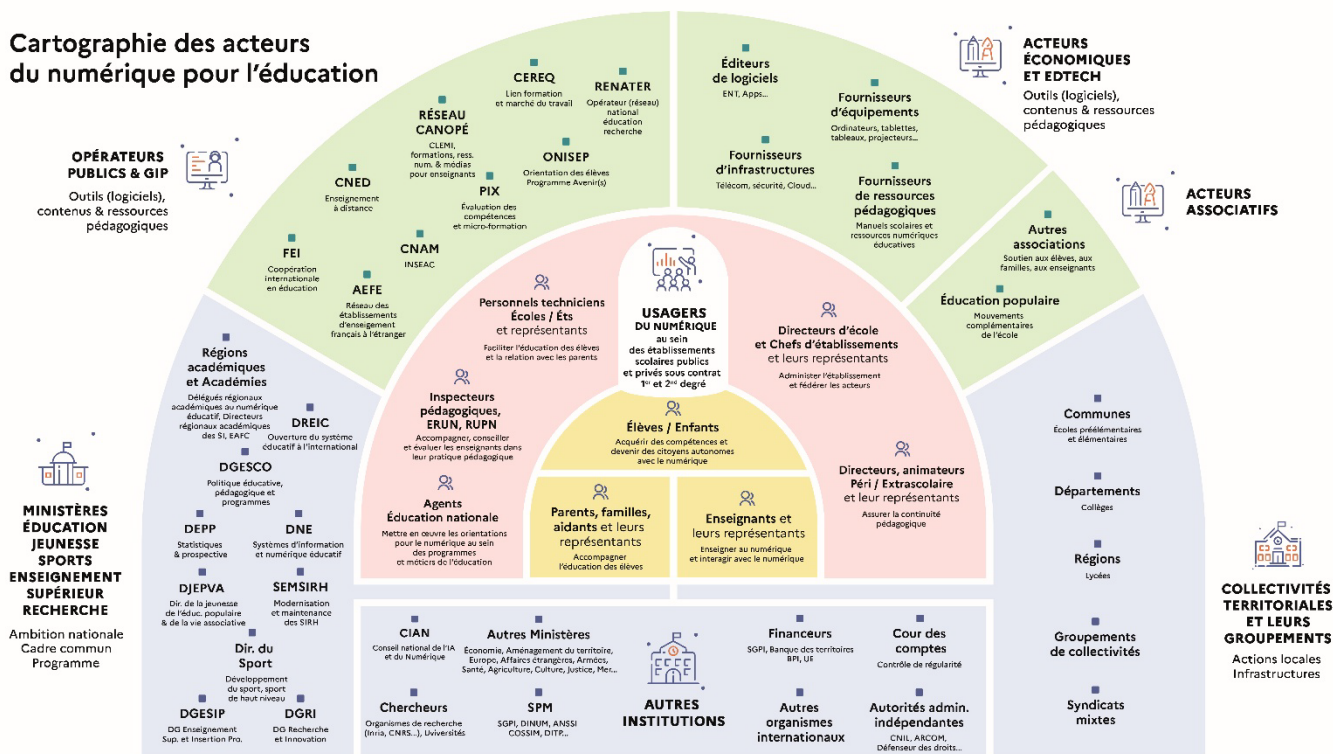 Cartographie des acteurs
du numérique pour l'éducation
OPÉRATEURS
PUBLICS & GIP
Outils (logiciels),
contenus & ressources
pédagogiques
CEREQ
Lien formation
et marché du travail
RENATER
Opérateur (réseau)
national
éducation
recherche
RÉSEAU
CANOPÉ
CLEMI,
formations, ress.
num. & médias
pour enseignants
ONISEP
Orientation des élèves
Programme Avenir(s)
CNED
Enseignement
à distance
PIX
Évaluation des
compétences
et micro-formation
FEI
Coopération
internationale
en éducation
CNAM
INSEAC
AEFE
Réseau des
établissements
d'enseigement
français à l'étranger
ACTEURS
ÉCONOMIQUES
ET EDTECH
Outils (logiciels),
contenus & ressources
pédagogiques
Éditeurs
de logiciels
ENT, Apps...
Fournisseurs
d'équipements
Ordinateurs, tablettes,
tableaux, projecteurs...
Fournisseurs
d'infrastructures
Télécom, sécurité, Cloud...
Fournisseurs
de ressources
pédagogiques
Manuels scolaires et
ressources numériques
éducatives
ACTEURS
ASSOCIATIFS
Autres
associations
Soutien aux élèves, aux
familles, aux enseignants
Éducation populaire
Mouvements
complémentaires
de l'école
USAGERS
DU NUMÉRIQUE
au sein
des établissements
scolaires publics
et privés sous contrat
1er et 2nd degré
Personnels techniciens
Écoles / Éts
et représentants
Faciliter l'éducation des élèves
et la relation avec les parents
Inspecteurs
pédagogiques,
ERUN, RUPN
Accompagner, conseiller
et évaluer les enseignants dans
leur pratique pédagogique
Agents
Éducation nationale
Mettre en œuvre les orientations
pour le numérique au sein
des programmes
et métiers de l'éducation
Directeurs d'école
et Chefs d'établissements
et leurs représentants
Administrer l'établissement
et fédérer les acteurs
Directeurs, animateurs
Péri / Extrascolaire
et leur représentants
Assurer la continuité
pédagogique
Élèves / Enfants
Acquérir des compétences et
devenir des citoyens autonomes
avec le numérique
Parents, familles,
aidants et leurs
représentants
Accompagner
l'éducation des élèves
Enseignants et
leurs représentants
Enseigner au numérique
et interagir avec le numérique
MINISTÈRES
ÉDUCATION
JEUNESSE
SPORTS
ENSEIGNEMENT
SUPÉRIEUR
RECHERCHE
Ambition nationale
Cadre commun
Programme
Régions
académiques
et Académies
Délégués régionaux
académiques au numérique
éducatif, Directeurs
régionaux académiques
des SI, EAFC
DREIC
Ouverture du système
éducatif à l'International
DGESCO
Politique éducative,
pédagogique et
programmes
DEPP
Statistiques
& prospective
DNE
Systèmes d'information
et numérique éducatif
DJEPVA
Dir. de la jeunesse
de l'éduc. populaire
& de la vie associative
SEMSIRH
Modernisation
et maintenance
des SIRH
Dir. du
Sport
Développement
du sport, sport
de haut niveau
DGESIP
DG Enseignement
Sup. et Insertion Pro.
DGRI
DG Recherche
et Innovation
AUTRES
INSTITUTIONS
CIAN
Conseil national de l'IA
et du Numérique
Autres Ministères
Économie, Aménagement du territoire,
Europe, Affaires étrangères, Armées,
Santé, Agriculture, Culture, Justice, Mer...
Chercheurs
Organismes de recherche
(Inria, CNRS...), Uviversités
SPM
SGPI, DINUM, ANSSI
COSSIM, DITP...
Financeurs
SGPI, Banque des territoires
BPI, UE
Cour des
comptes
Contrôle de régularité
Autres
organismes
internationaux
Autorités admin.
indépendantes
CNIL, ARCOM,
Défenseur des droits...
Communes
Écoles préélémentaires
et élémentaires
Départements
Collèges
Régions
Lycées
Groupements
de collectivités
Syndicats
mixtes
COLLECTIVITÉS
TERRITORIALES
ET LEURS
GROUPEMENTS
Actions locales
Infrastructures